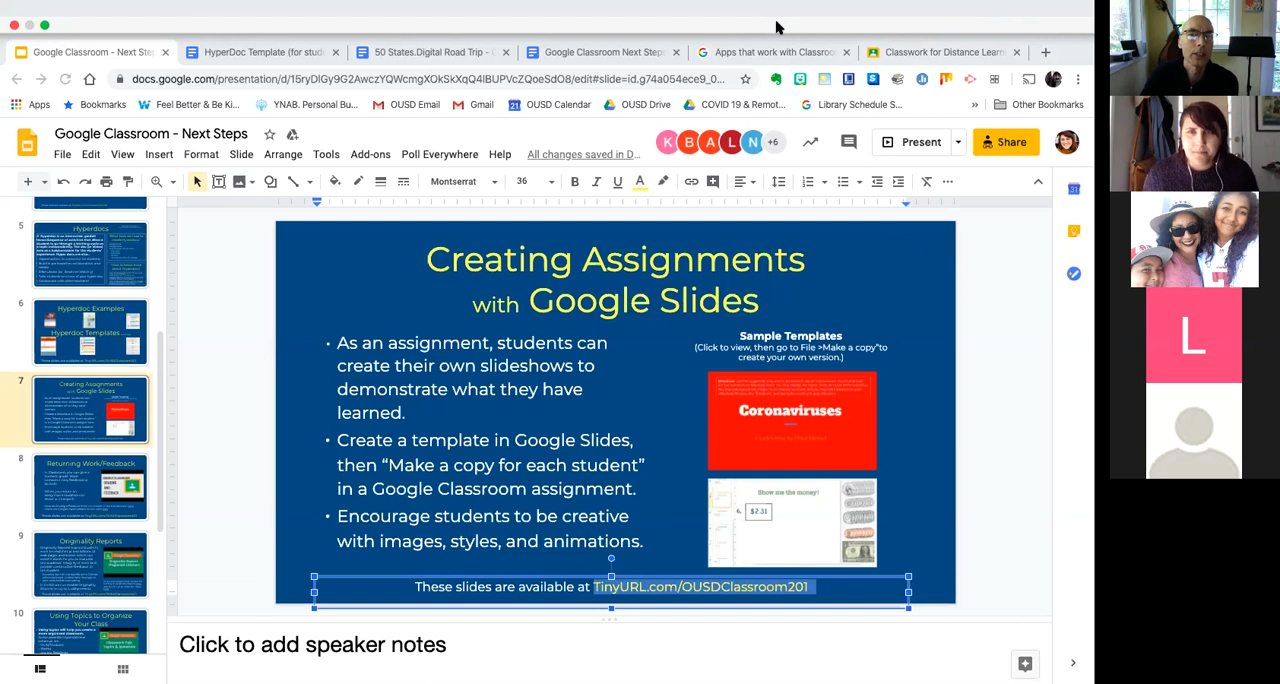 Google Classroom - Next Ste
HyperDoc Template (for stud
50 States.Digital Road Trip -
Google Classroom Next Step
Apps that work with Classroo
Classwork for Distance Learn
docs.google.com/presentation/d/15ryDlGy9G2AwczYQWcmgXOkSkXqQ4lBUPVcZQoeSdO8/edit#slide=id.g74a054ece9_0...
Apps
Bookmarks
Feel Better & Be Ki...
YNAB. Personal Bu...
OUSD Email
Gmail
OUSD Calendar
OUSD Drive
COVID 19 & Remot...
Library Schedule S...
»
Other Bookmarks
Google Classroom - Next Steps
K B A L N +6
Present
Share
File Edit View Insert Format Slide Arrange Tools Add-ons Poll Everywhere Help All changes saved in D...
Montserrat
36
B I U A
5
Hyperdocs
6
Hyperdoc Examples
Hyperdoc Templates
7
Creating Assignments
with Google Slides
8
Returning Work/Feedback
9
Originality Reports
10
Using Topics to Organize
Your Class
Creating Assignments
with Google Slides
• As an assignment, students can
create their own slideshows to
demonstrate what they have
learned.
• Create a template in Google Slides,
then “Make a copy for each student”
in a Google Classroom assignment.
• Encourage students to be creative
with images, styles, and animations.
Sample Templates
(Click to view, then go to File >Make a copy"to
create your own version.)
Coronaviruses
Show me the money!
$2.31
These slides are available at TinyURL.com/OUSDClassroom201
Click to add speaker notes
L